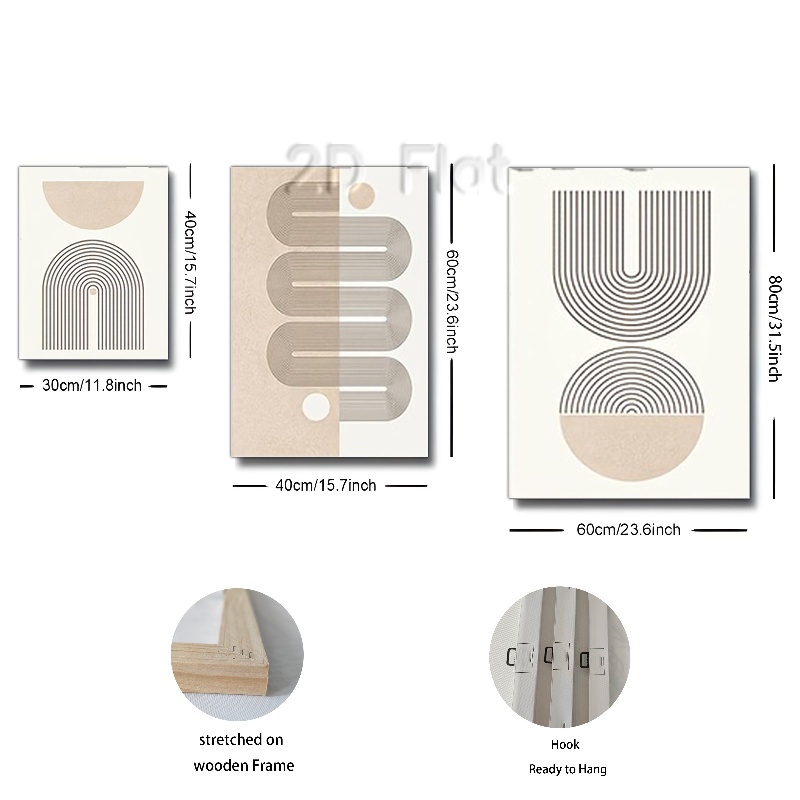 2D Flat
40cm/15.7inch
30cm/11.8inch
60cm/23.6inch
40cm/15.7inch
80cm/31.5inch
60cm/23.6inch
stretched on
wooden Frame
Hook
Ready to Hang